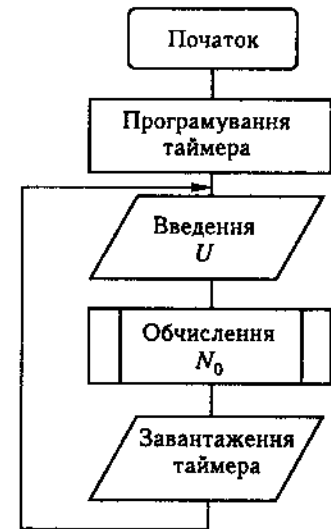 Початок
Програмування
таймера
Введення
U
Обчислення
N₀
Завантаження
таймера